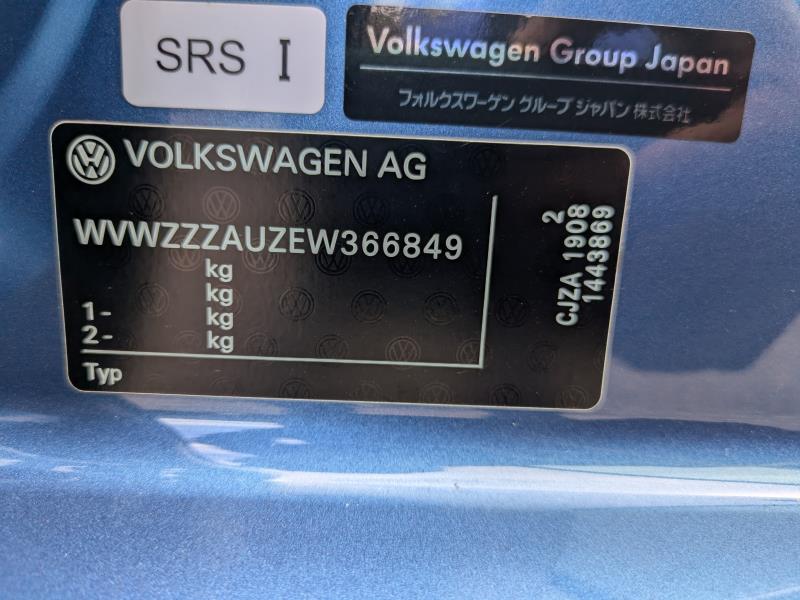 SRS I
Volkswagen Group Japan
フォルクスワーゲン グループ ジャパン 株式会社
VOLKSWAGEN AG
WVWZZZAUZEW366849
kg
kg
1- kg
2- kg
Typ
2
CJZA 1908
1443869